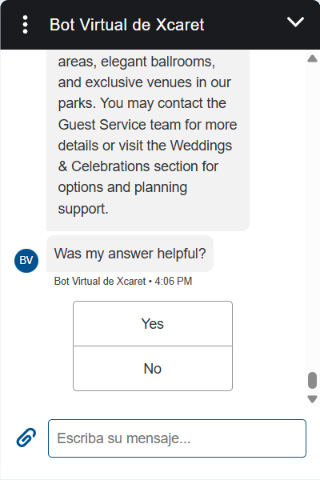 Bot Virtual de Xcaret
areas, elegant ballrooms,
and exclusive venues in our
parks. You may contact the
Guest Service team for more
details or visit the Weddings
& Celebrations section for
options and planning
support.
BV
Was my answer helpful?
Bot Virtual de Xcaret • 4:06 PM
Yes
No
Escriba su mensaje...